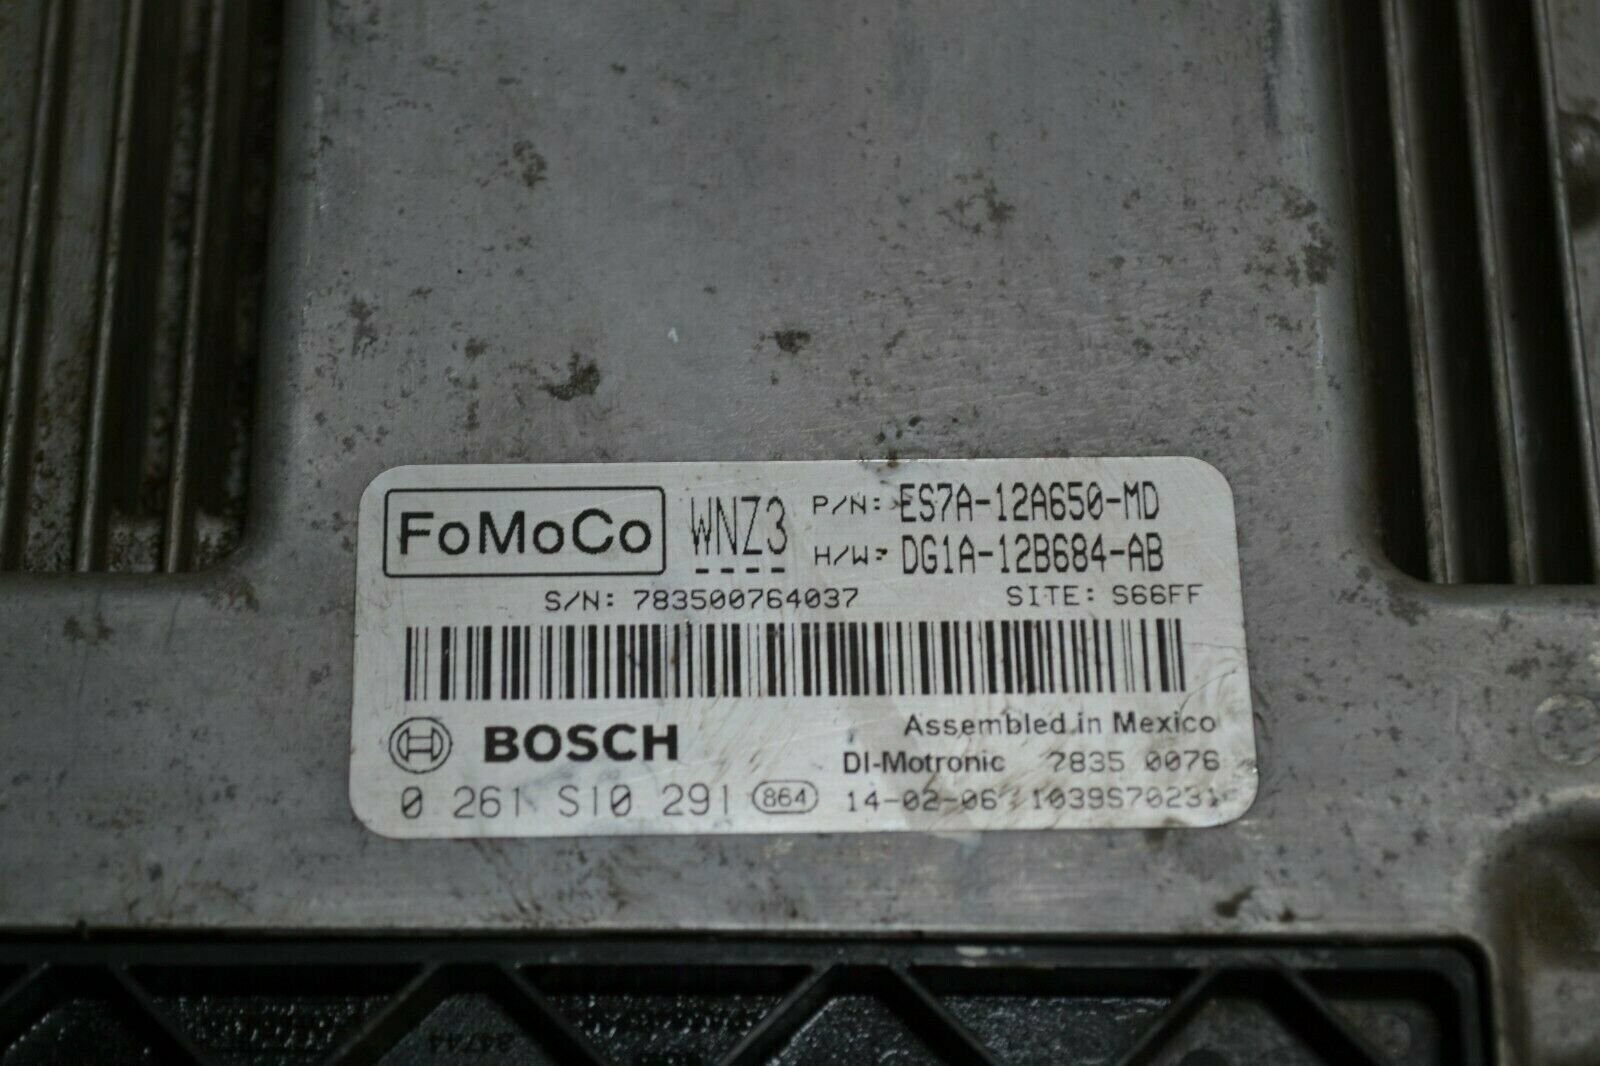 FoMoCo WNZ3 P/N: ES7A-12A650-MD
H/W: DG1A-12B684-AB
S/N: 783500764037 SITE: S66FF
BOSCH Assembled in Mexico
DI-Motronic 7835 0076
0 261 S10 291 864 14-02-06 1039S70231